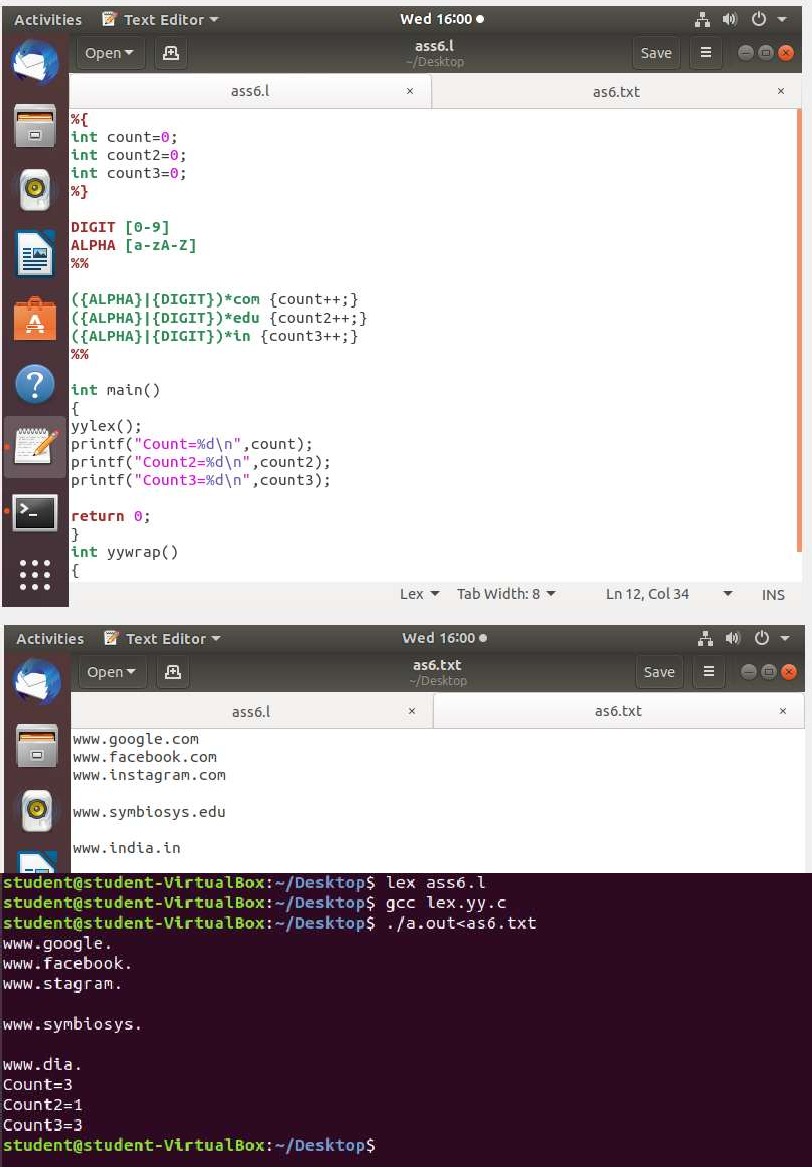 Activities Text Editor Wed 16:00
Open ass6.l Save
~/Desktop
ass6.l × as6.txt ×
%{
int count=0;
int count2=0;
int count3=0;
%}
DIGIT [0-9]
ALPHA [a-zA-Z]
%%
({ALPHA}|{DIGIT})*com {count++;}
({ALPHA}|{DIGIT})*edu {count2++;}
({ALPHA}|{DIGIT})*in {count3++;}
%%
int main()
{
yylex();
printf("Count=%d\n",count);
printf("Count2=%d\n",count2);
printf("Count3=%d\n",count3);
return 0;
}
int yywrap()
{
Lex Tab Width: 8 Ln 12, Col 34 INS
Activities Text Editor Wed 16:00
Open as6.txt Save
~/Desktop
ass6.l × as6.txt ×
www.google.com
www.facebook.com
www.instagram.com
www.symbiosys.edu
www.india.in
student@student-VirtualBox:~/Desktop$ lex ass6.l
student@student-VirtualBox:~/Desktop$ gcc lex.yy.c
student@student-VirtualBox:~/Desktop$ ./a.out<as6.txt
www.google.
www.facebook.
www.stagram.
www.symbiosys.
www.dia.
Count=3
Count2=1
Count3=3
student@student-VirtualBox:~/Desktop$